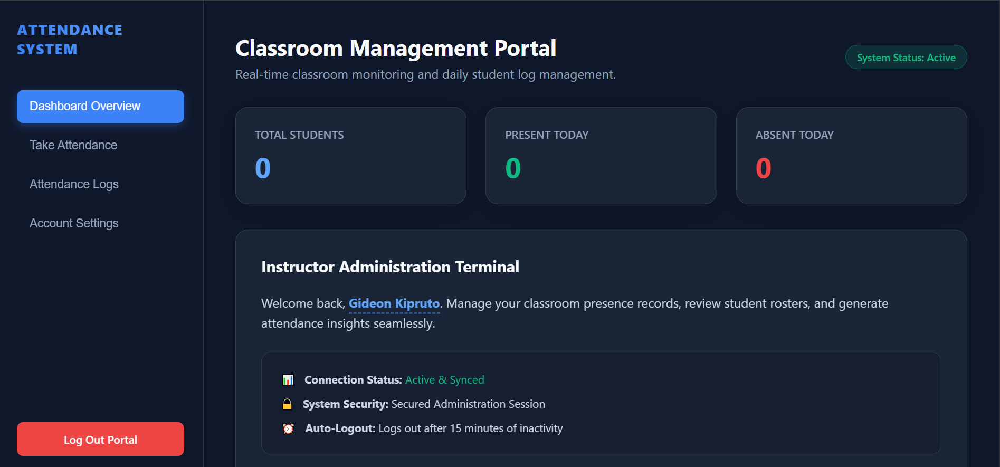 ATTENDANCE
SYSTEM
Dashboard Overview
Take Attendance
Attendance Logs
Account Settings
Log Out Portal
Classroom Management Portal
Real-time classroom monitoring and daily student log management.
System Status: Active
TOTAL STUDENTS
0
PRESENT TODAY
0
ABSENT TODAY
0
Instructor Administration Terminal
Welcome back, Gideon Kipruto. Manage your classroom presence records, review student rosters, and generate
attendance insights seamlessly.
Connection Status: Active & Synced
System Security: Secured Administration Session
Auto-Logout: Logs out after 15 minutes of inactivity